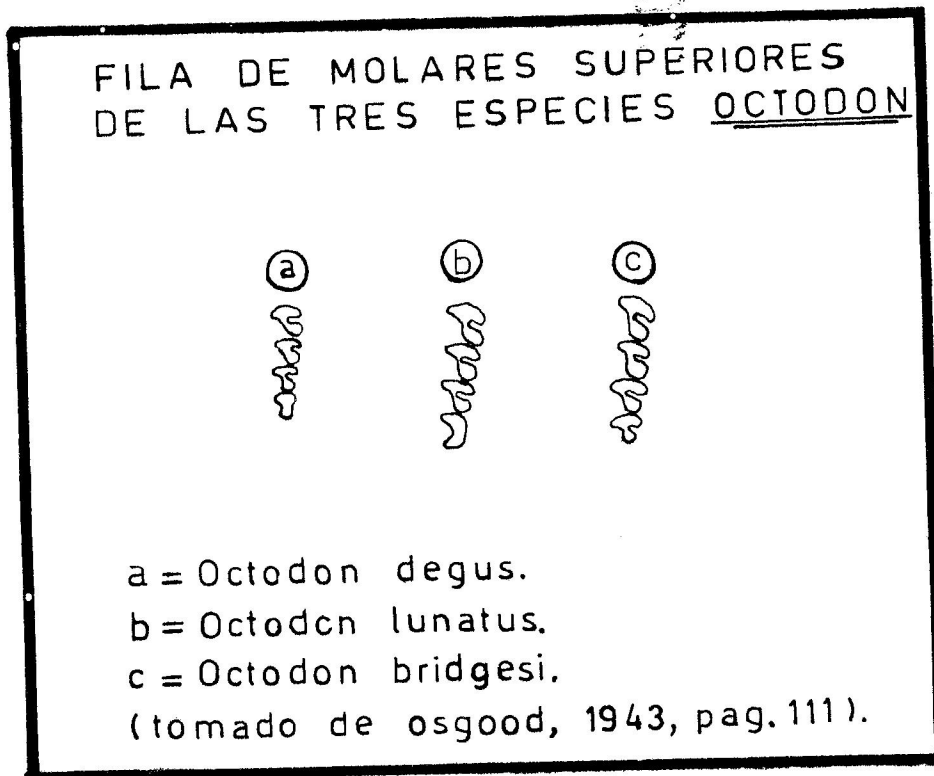 FILA DE MOLARES SUPERIORES
DE LAS TRES ESPECIES OCTODON
a b c
a = Octodon degus.
b = Octodcn lunatus.
c = Octodon bridgesi.
(tomado de osgood, 1943, pag. 111).